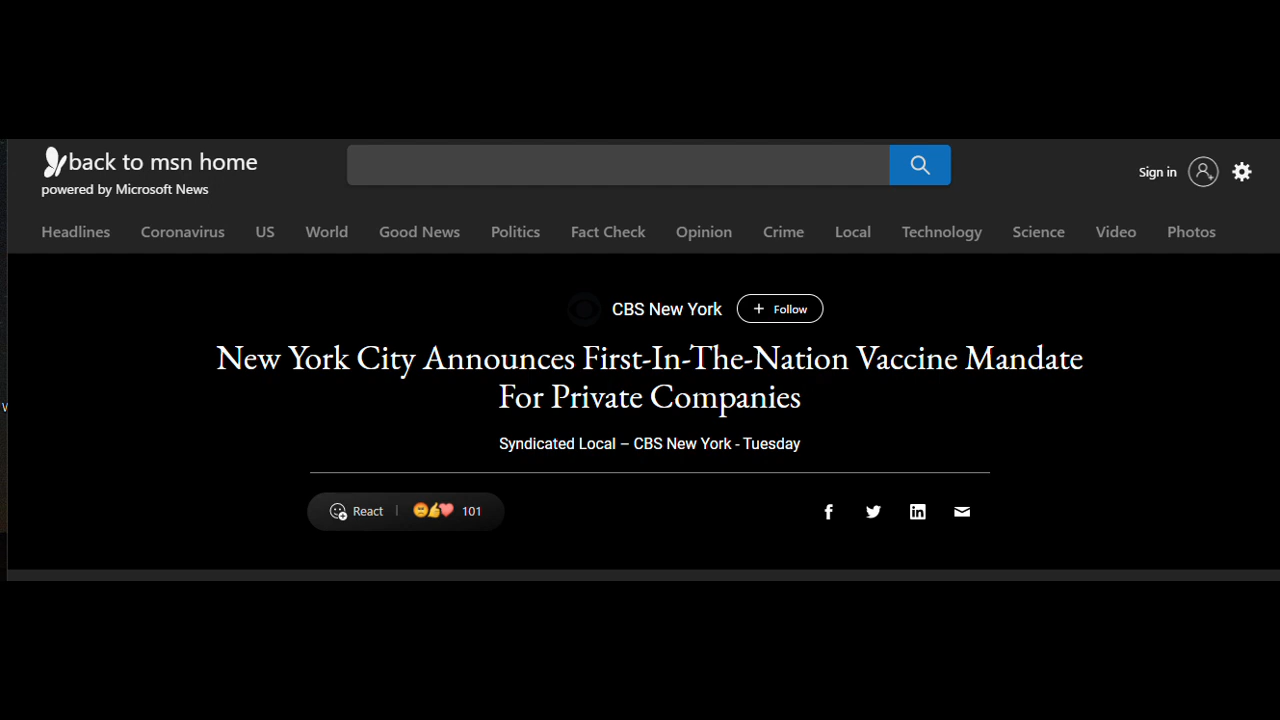 back to msn home
powered by Microsoft News
Sign in
Headlines Coronavirus US World Good News Politics Fact Check Opinion Crime Local Technology Science Video Photos
CBS New York + Follow
New York City Announces First-In-The-Nation Vaccine Mandate
For Private Companies
Syndicated Local – CBS New York - Tuesday
React | 101